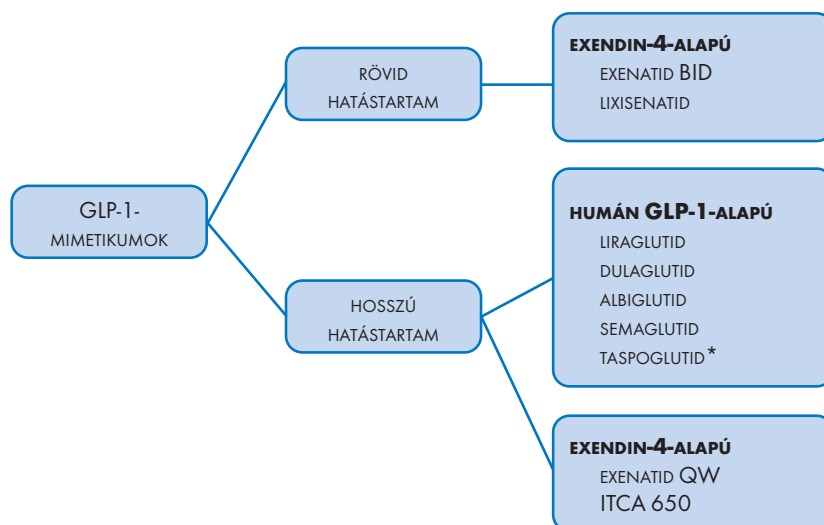 GLP-1-
MIMETIKUMOK
RÖVID
HATÁSTARTAM
EXENDIN-4-ALAPÚ
EXENATID BID
LIXISENATID
HOSSZÚ
HATÁSTARTAM
HUMÁN GLP-1-ALAPÚ
LIRAGLUTID
DULAGLUTID
ALBIGLUTID
SEMAGLUTID
TASPOGLUTID*
EXENDIN-4-ALAPÚ
EXENATID QW
ITCA 650